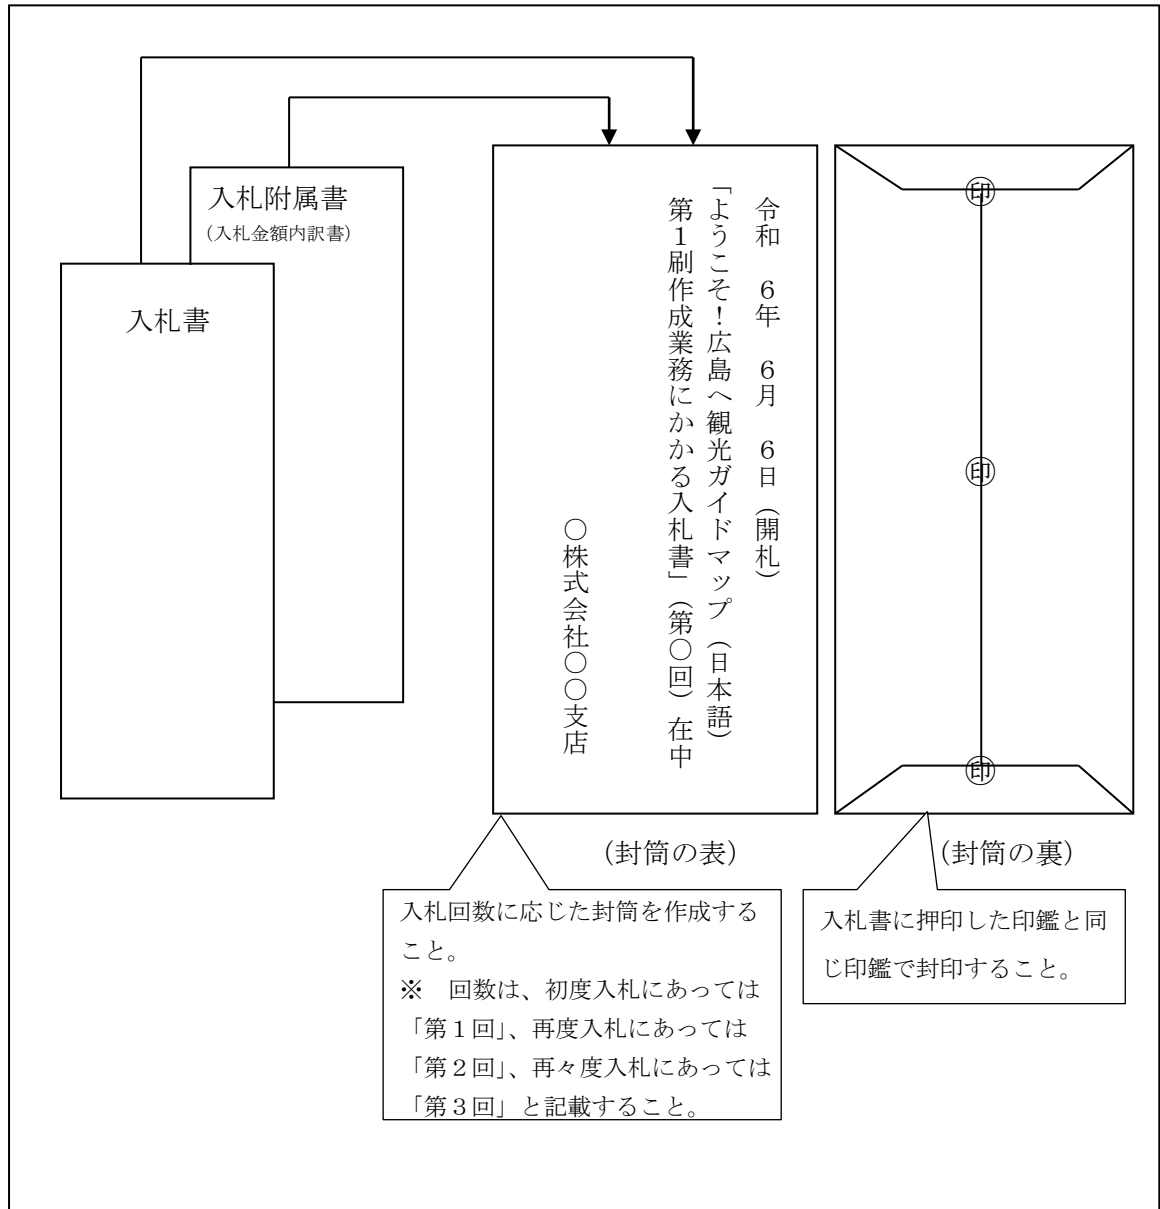 入札附属書
(入札金額内訳書)
入札書
令和　６年　６月　６日（開札）
「ようこそ！広島へ観光ガイドマップ（日本語）
第１刷作成業務にかかる入札書」（第〇回）在中
〇株式会社〇〇支店
㊞
㊞
㊞
(封筒の表)
(封筒の裏)
入札回数に応じた封筒を作成する
こと。
※　回数は、初度入札にあっては
「第１回」、再度入札にあっては
「第２回」、再々度入札にあっては
「第３回」と記載すること。
入札書に押印した印鑑と同
じ印鑑で封印すること。